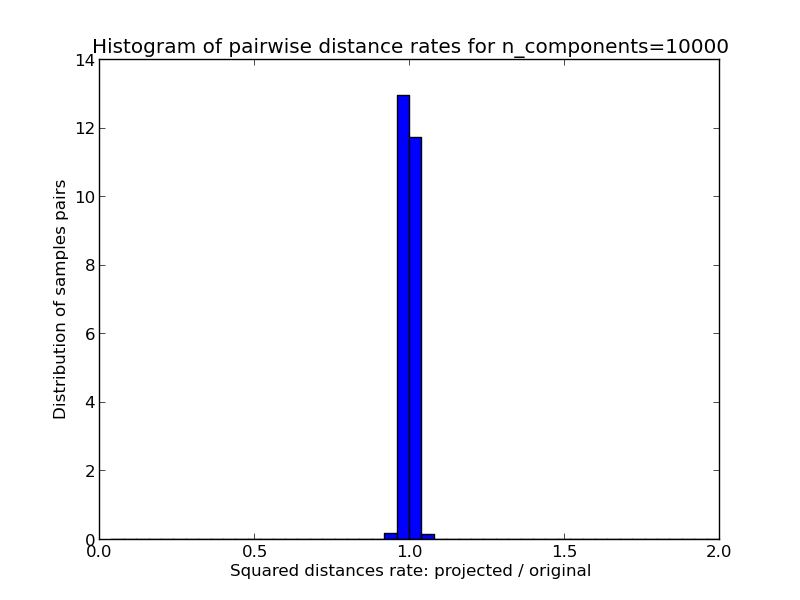 Histogram of pairwise distance rates for n_components=10000
14
12
10
8
6
4
2
0
Distribution of samples pairs
0.0 0.5 1.0 1.5 2.0
Squared distances rate: projected / original